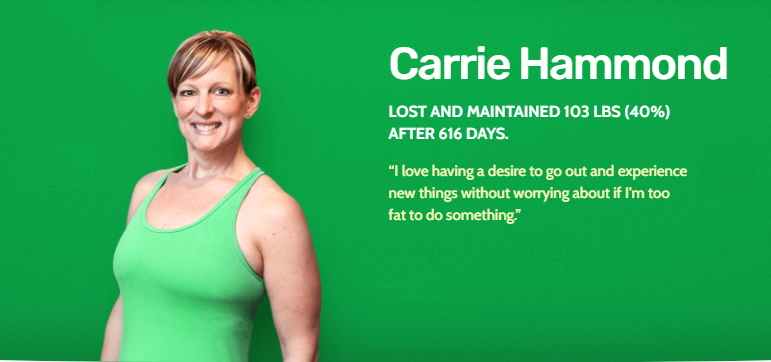 Carrie Hammond
LOST AND MAINTAINED 103 LBS (40%)
AFTER 616 DAYS.
“I love having a desire to go out and experience
new things without worrying about if I'm too
fat to do something.”